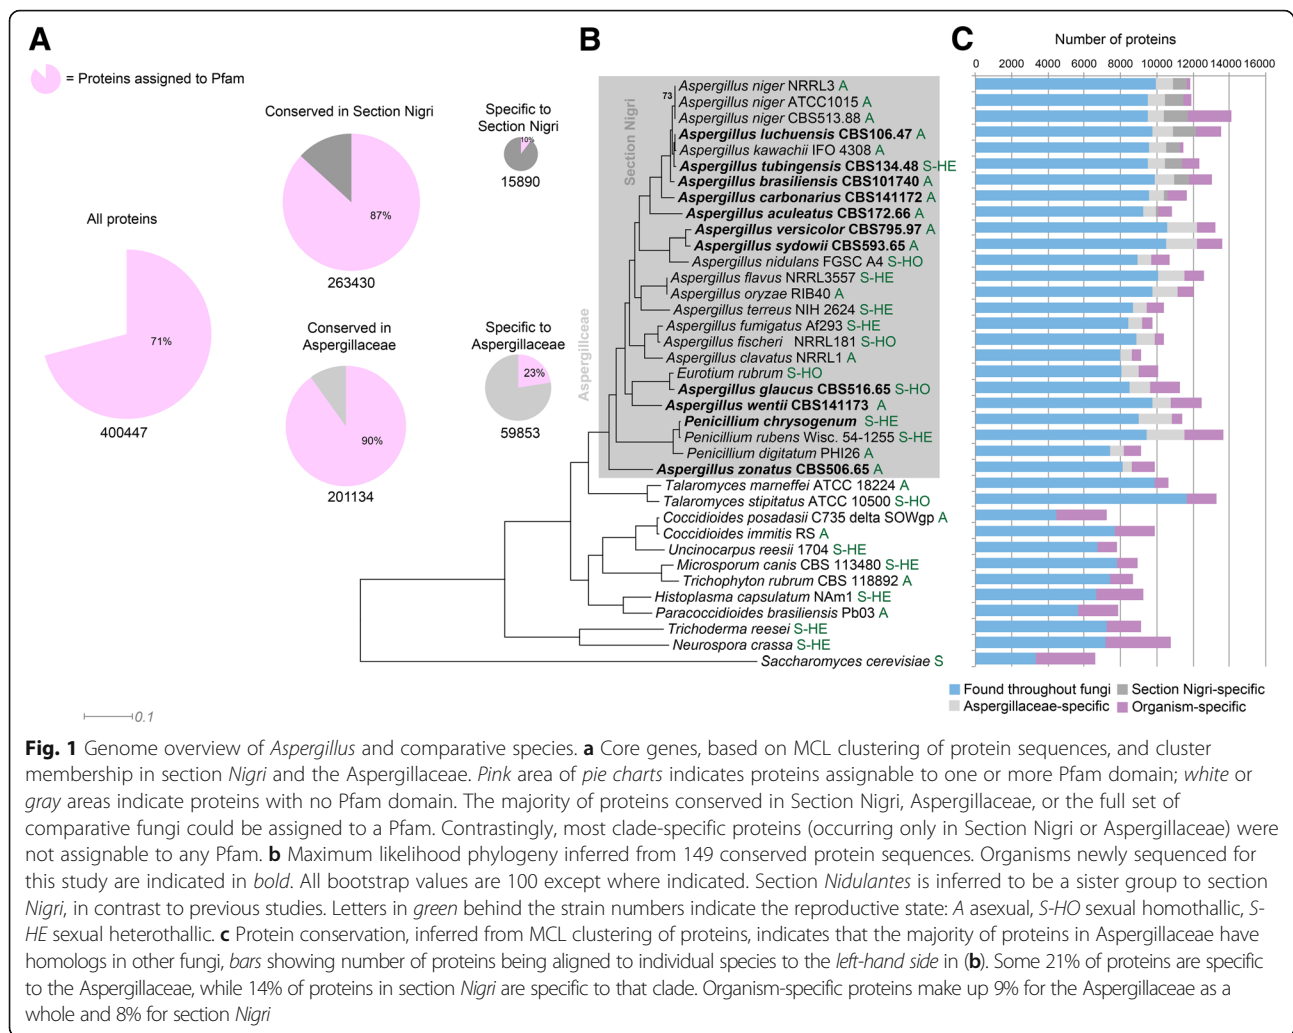 A
= Proteins assigned to Pfam
All proteins
71%
400447
Conserved in Section Nigri
87%
263430
Specific to
Section Nigri
10%
15890
Conserved in
Aspergillaceae
90%
201134
Specific to
Aspergillaceae
23%
59853
0.1
B
Section Nigri
Aspergillceae
73
Aspergillus niger NRRL3 A
Aspergillus niger ATCC1015 A
Aspergillus niger CBS513.88 A
Aspergillus luchuensis CBS106.47 A
Aspergillus kawachii IFO 4308 A
Aspergillus tubingensis CBS134.48 S-HE
Aspergillus brasiliensis CBS101740 A
Aspergillus carbonarius CBS141172 A
Aspergillus aculeatus CBS172.66 A
Aspergillus versicolor CBS795.97 A
Aspergillus sydowii CBS593.65 A
Aspergillus nidulans FGSC A4 S-HO
Aspergillus flavus NRRL3557 S-HE
Aspergillus oryzae RIB40 A
Aspergillus terreus NIH 2624 S-HE
Aspergillus fumigatus Af293 S-HE
Aspergillus fischeri NRRL181 S-HO
Aspergillus clavatus NRRL1 A
Eurotium rubrum S-HO
Aspergillus glaucus CBS516.65 S-HO
Aspergillus wentii CBS141173 A
Penicillium chrysogenum S-HE
Penicillium rubens Wisc. 54-1255 S-HE
Penicillium digitatum PHI26 A
Aspergillus zonatus CBS506.65 A
Talaromyces marneffei ATCC 18224 A
Talaromyces stipitatus ATCC 10500 S-HO
Coccidioides posadasii C735 delta SOWgp A
Coccidioides immitis RS A
Uncinocarpus reesii 1704 S-HE
Microsporum canis CBS 113480 S-HE
Trichophyton rubrum CBS 118892 A
Histoplasma capsulatum NAm1 S-HE
Paracoccidioides brasiliensis Pb03 A
Trichoderma reesei S-HE
Neurospora crassa S-HE
Saccharomyces cerevisiae S
C
Number of proteins
0 2000 4000 6000 8000 10000 12000 14000 16000
Found throughout fungi
Section Nigri-specific
Aspergillaceae-specific
Organism-specific
Fig. 1 Genome overview of Aspergillus and comparative species. a Core genes, based on MCL clustering of protein sequences, and cluster
membership in section Nigri and the Aspergillaceae. Pink area of pie charts indicates proteins assignable to one or more Pfam domain; white or
gray areas indicate proteins with no Pfam domain. The majority of proteins conserved in Section Nigri, Aspergillaceae, or the full set of
comparative fungi could be assigned to a Pfam. Contrastingly, most clade-specific proteins (occurring only in Section Nigri or Aspergillaceae) were
not assignable to any Pfam. b Maximum likelihood phylogeny inferred from 149 conserved protein sequences. Organisms newly sequenced for
this study are indicated in bold. All bootstrap values are 100 except where indicated. Section Nidulantes is inferred to be a sister group to section
Nigri, in contrast to previous studies. Letters in green behind the strain numbers indicate the reproductive state: A asexual, S-HO sexual homothallic, S-
HE sexual heterothallic. c Protein conservation, inferred from MCL clustering of proteins, indicates that the majority of proteins in Aspergillaceae have
homologs in other fungi, bars showing number of proteins being aligned to individual species to the left-hand side in (b). Some 21% of proteins are specific
to the Aspergillaceae, while 14% of proteins in section Nigri are specific to that clade. Organism-specific proteins make up 9% for the Aspergillaceae as a
whole and 8% for section Nigri